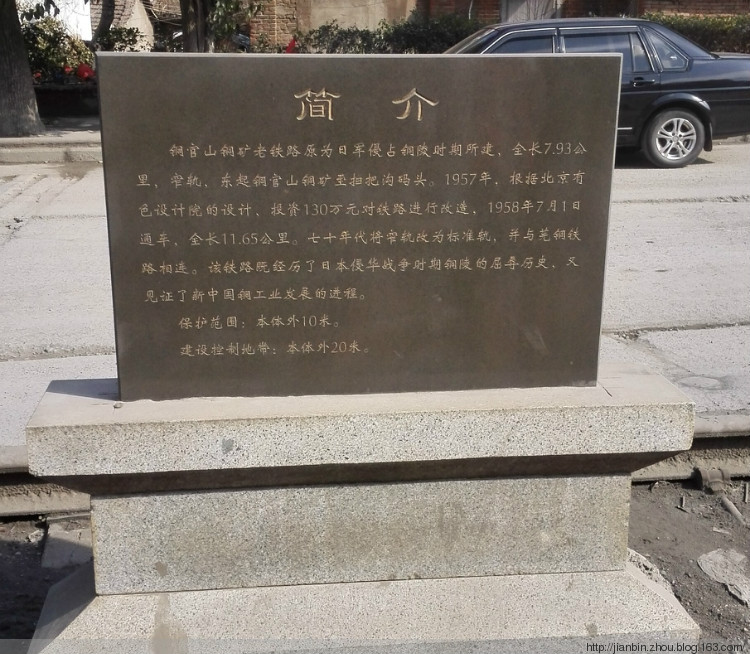 简 介
铜官山铜矿老铁路原为日军侵占铜陵时期所建，全长7.93公
里，窄轨，东起铜官山铜矿至扫把沟码头。1957年，根据北京有
色设计院的设计，投资130万元对铁路进行改造，1958年7月1日
通车，全长11.65公里。七十年代将窄轨改为标准轨，并与芜铜铁
路相连。该铁路既经历了日本侵华战争时期铜陵的屈辱历史，又
见证了新中国铜工业发展的进程。
保护范围：本体外10米。
建设控制地带：本体外20米。
http://jianbin.zhou.blog.163.com